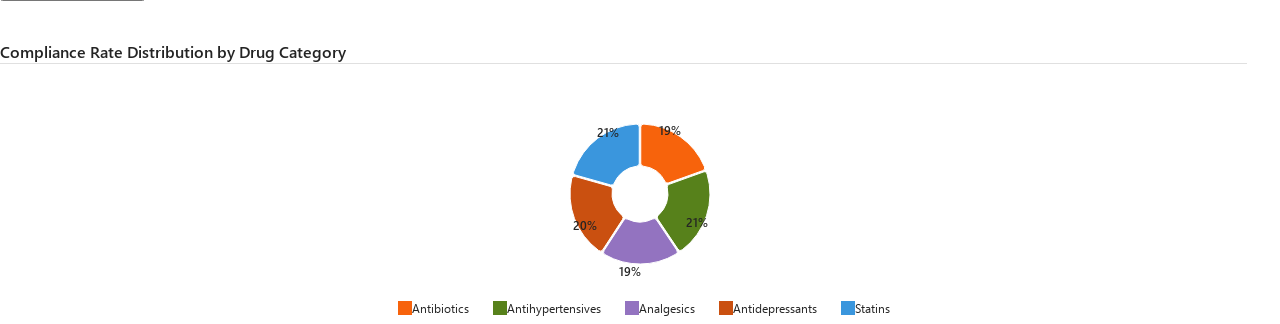 Compliance Rate Distribution by Drug Category
21% 19%
20% 21%
19%
Antibiotics Antihypertensives Analgesics Antidepressants Statins